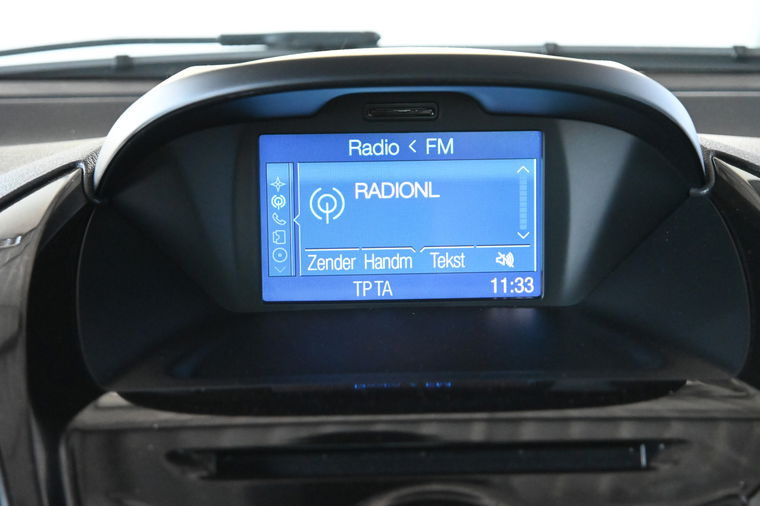 Radio < FM
RADIONL
Zender Handm Tekst
TP TA 11:33